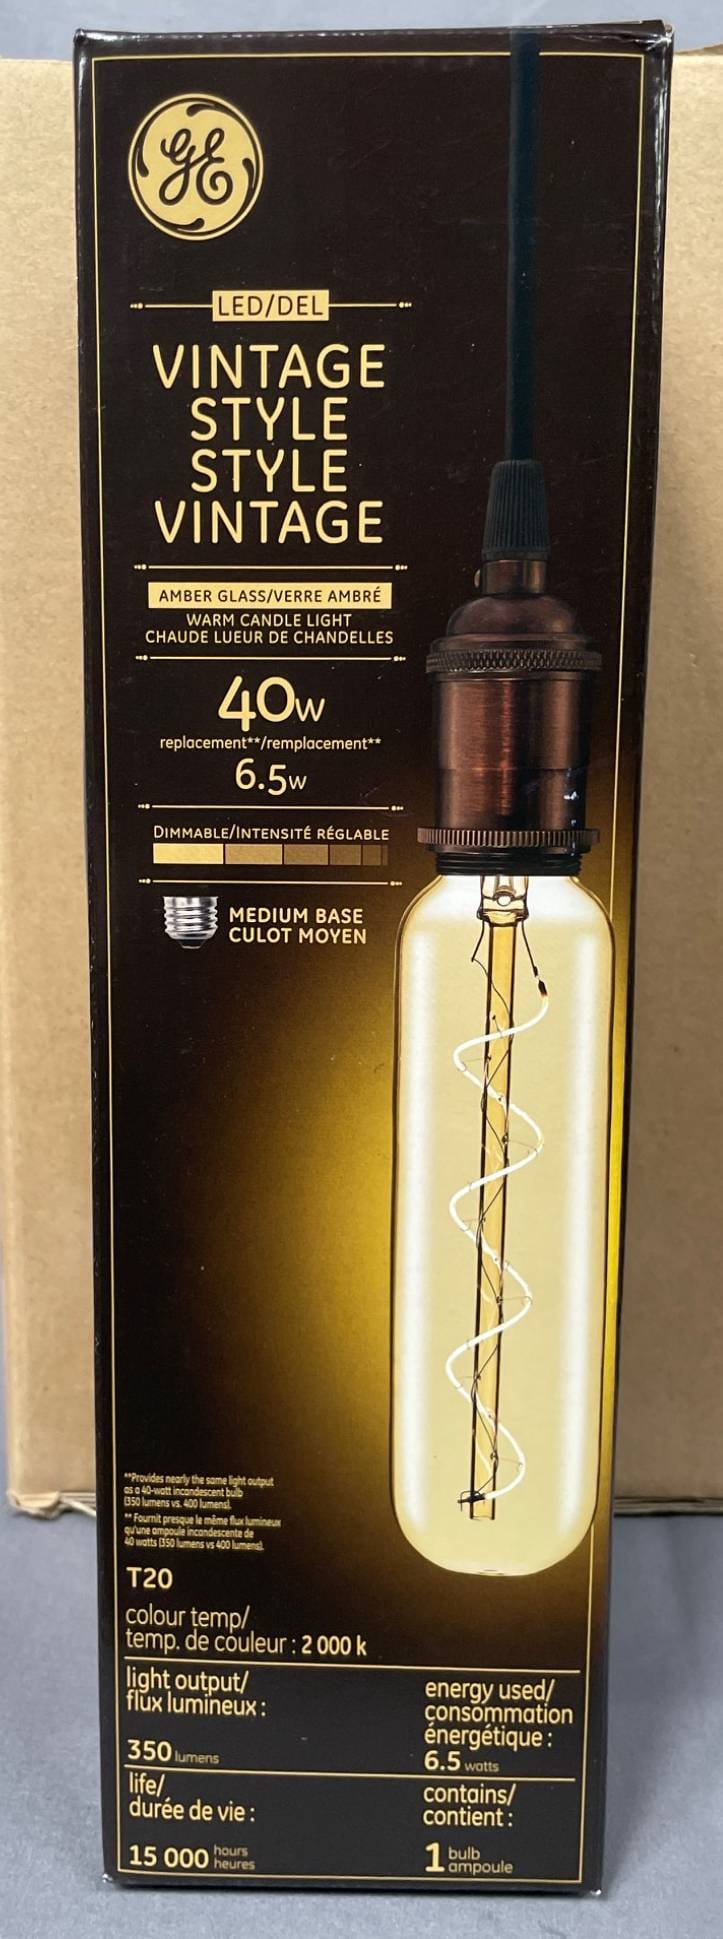 GE
LED/DEL
VINTAGE
STYLE
STYLE
VINTAGE
AMBER GLASS/VERRE AMBRÉ
WARM CANDLE LIGHT
CHAUDE LUEUR DE CHANDELLES
40w
replacement**/remplacement**
6.5w
DIMMABLE/INTENSITÉ RÉGLABLE
MEDIUM BASE
CULOT MOYEN
**Provides nearly the same light output
as a 40-watt incandescent bulb
(350 lumens vs. 400 lumens).
** Fournit presque le même flux lumineux
qu'une ampoule incandescente de
40 watts (350 lumens vs 400 lumens).
T20
colour temp/
temp. de couleur : 2 000 k
light output/
flux lumineux :
350 lumens
energy used/
consommation
énergétique :
6.5 watts
life/
durée de vie :
15 000 hours
heures
contains/
contient :
1 bulb
ampoule